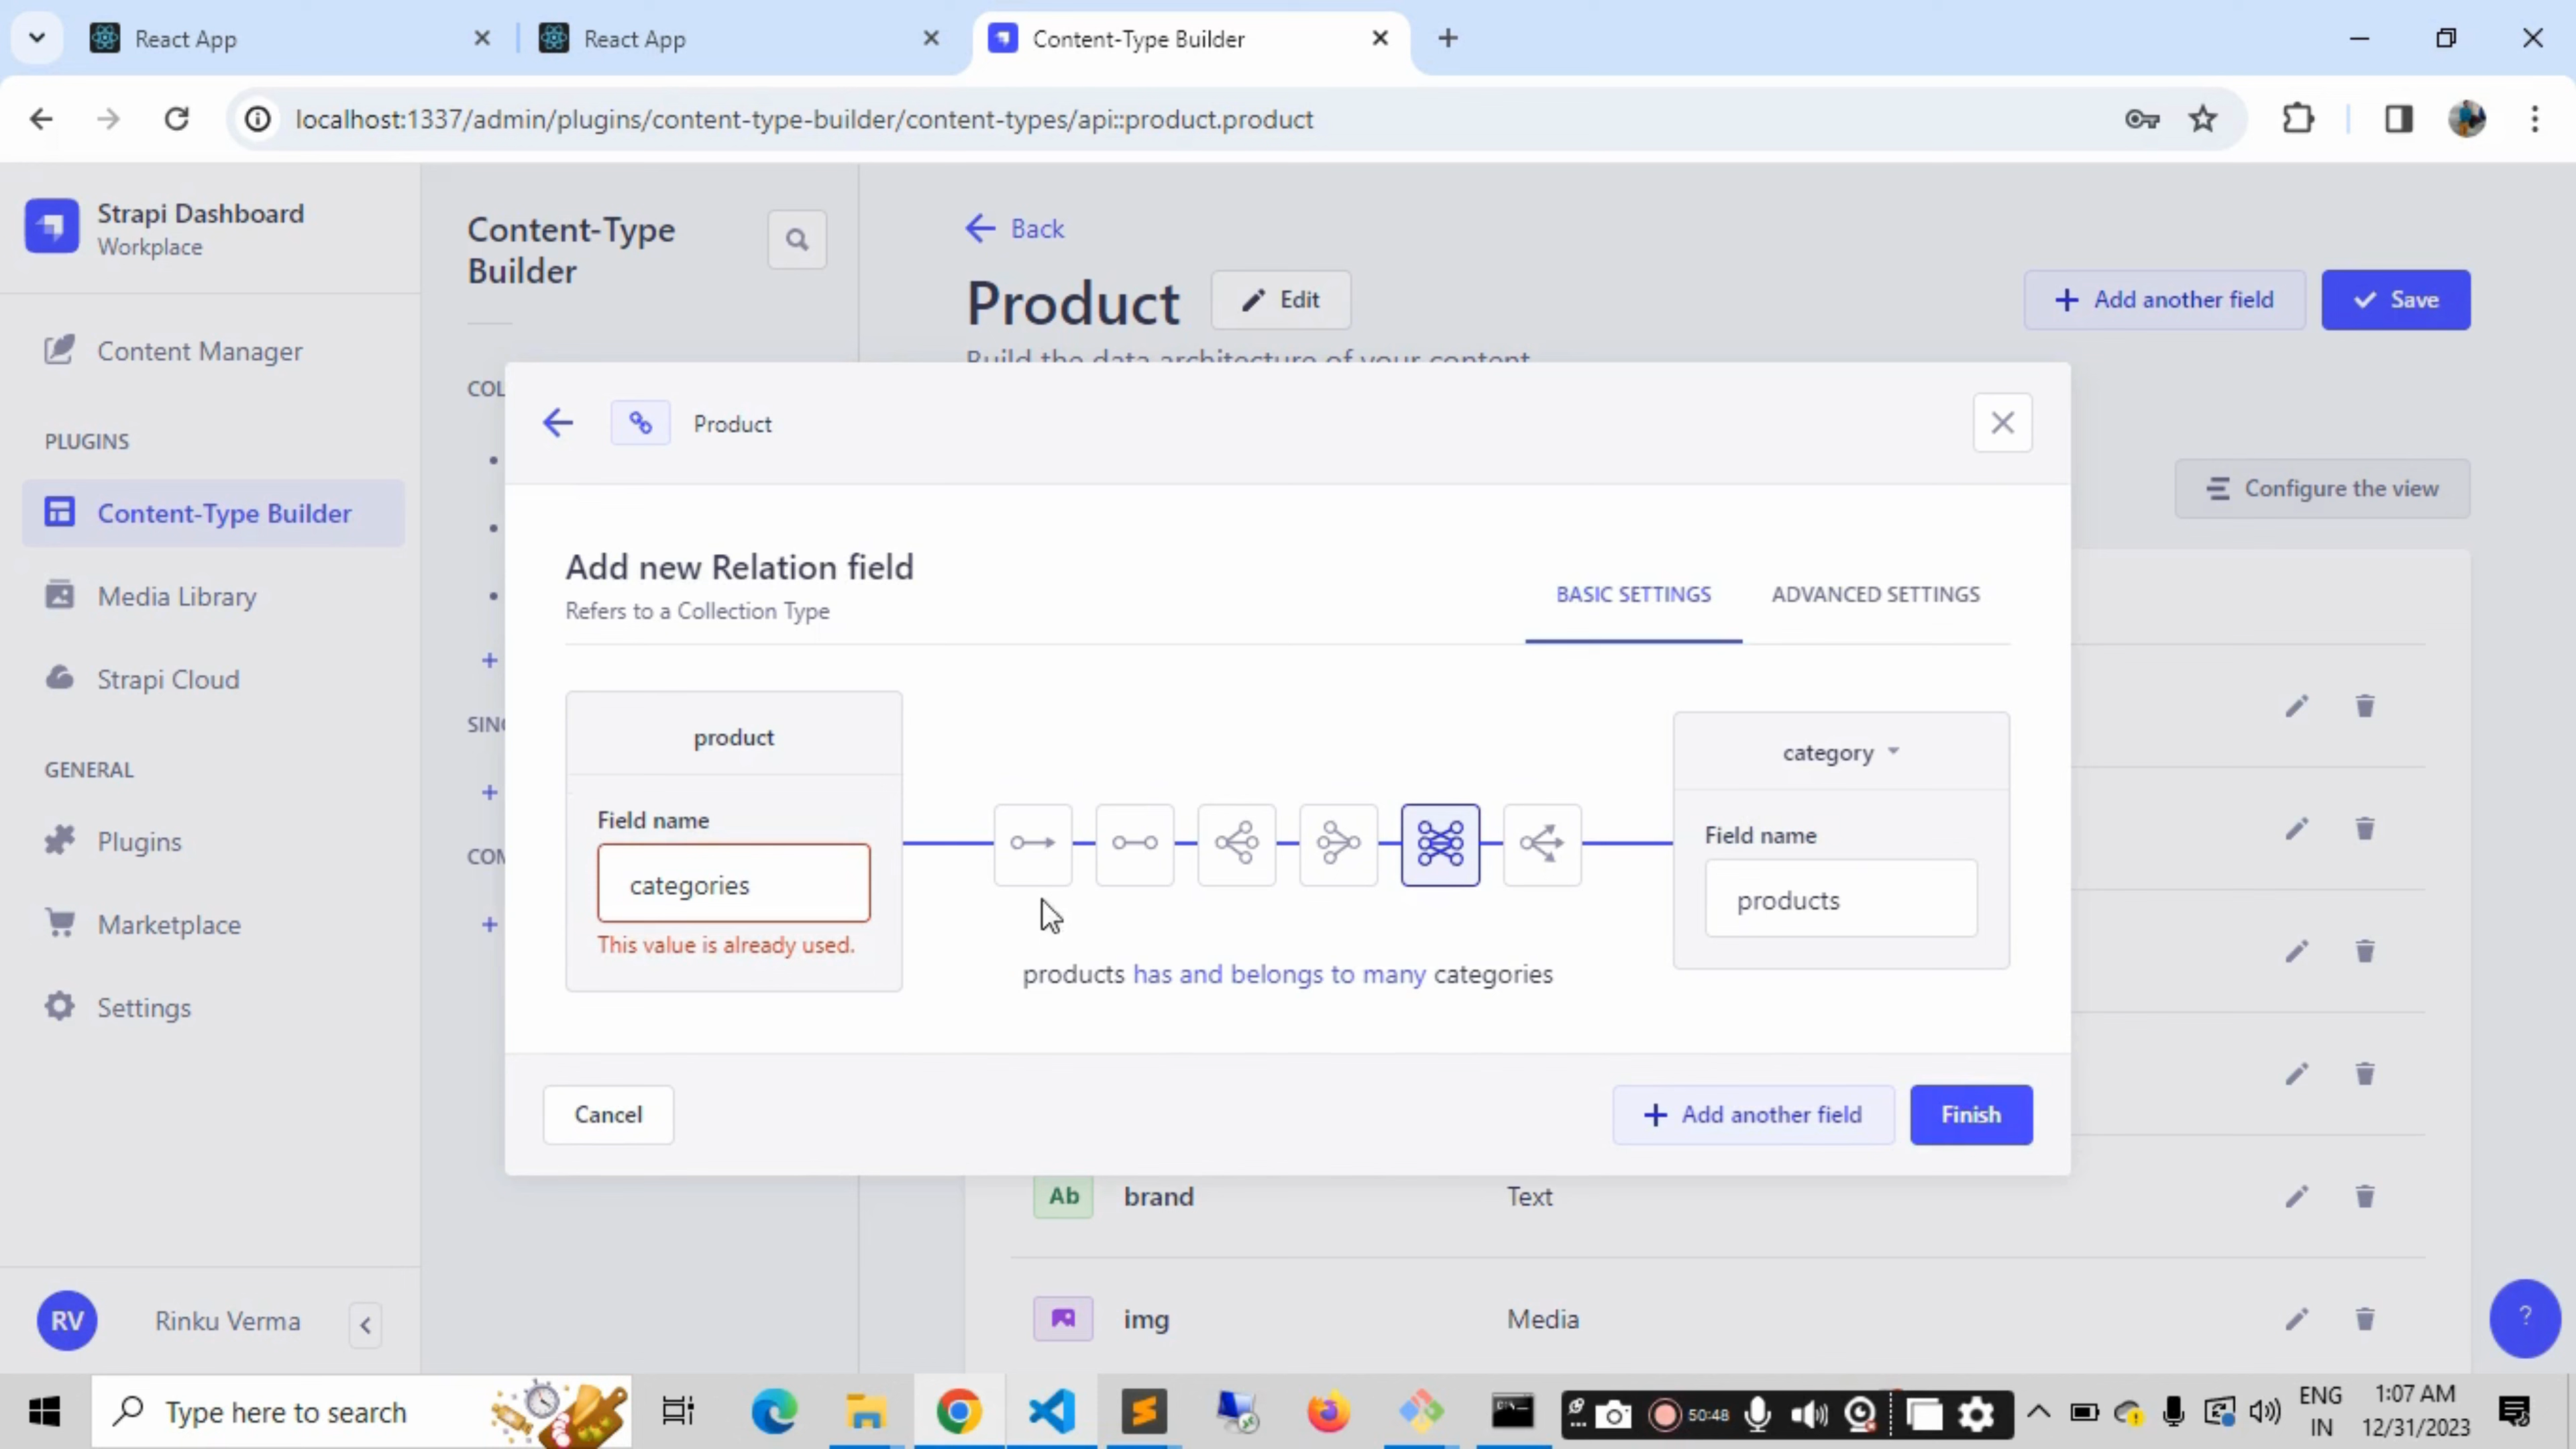 React App
React App
Content-Type Builder
localhost:1337/admin/plugins/content-type-builder/content-types/api::product.product
Strapi Dashboard
Workplace
Content Manager
PLUGINS
Content-Type Builder
Media Library
Strapi Cloud
GENERAL
Plugins
Marketplace
Settings
RV
Rinku Verma
Content-Type
Builder
COL
SING
COM
Back
Product
Edit
Add another field
Save
Build the data architecture of your content
Configure the view
Product
Add new Relation field
Refers to a Collection Type
BASIC SETTINGS
ADVANCED SETTINGS
product
Field name
categories
This value is already used.
products has and belongs to many categories
category
Field name
products
Cancel
Add another field
Finish
Ab
brand
Text
img
Media
?
Type here to search
50:48
ENG
IN
1:07 AM
12/31/2023